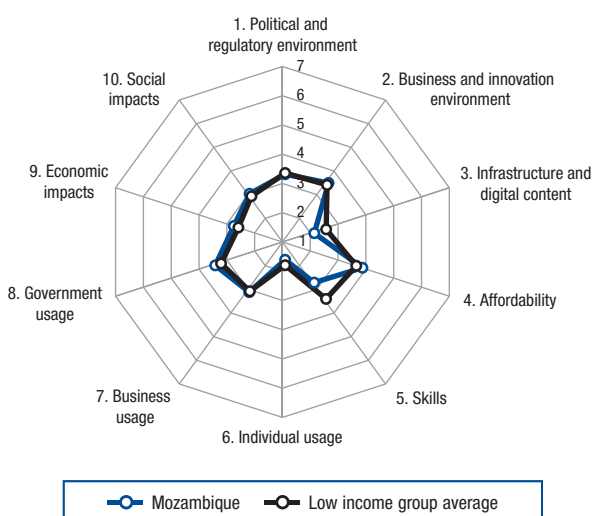 1. Political and
regulatory environment
2. Business and innovation
environment
3. Infrastructure and
digital content
4. Affordability
5. Skills
6. Individual usage
7. Business
usage
8. Government
usage
9. Economic
impacts
10. Social
impacts
7
6
5
4
3
2
1
Mozambique
Low income group average